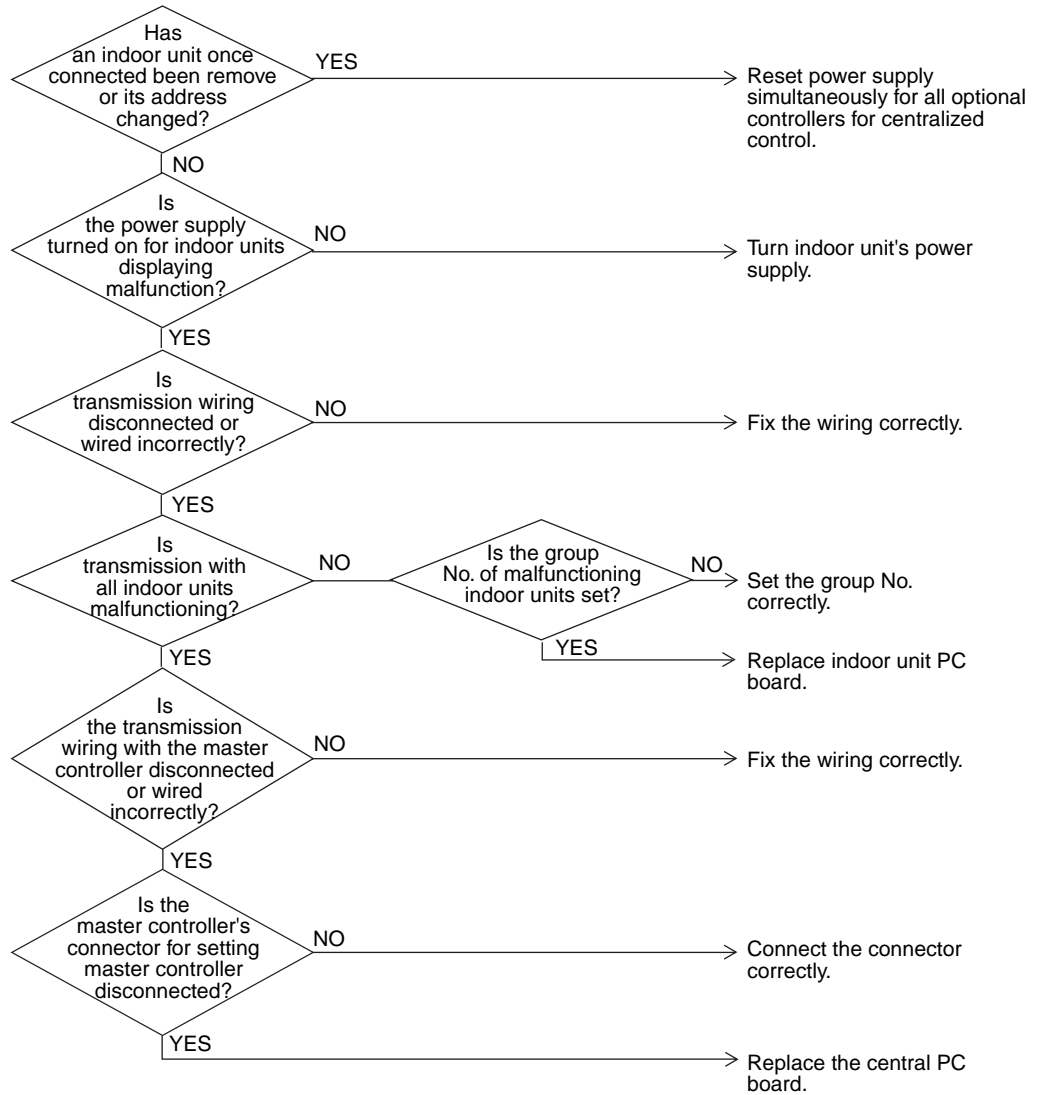 Has
an indoor unit once
connected been remove
or its address
changed?
YES
Reset power supply
simultaneously for all optional
controllers for centralized
control.
NO
Is
the power supply
turned on for indoor units
displaying
malfunction?
NO
Turn indoor unit's power
supply.
YES
Is
transmission wiring
disconnected or
wired incorrectly?
NO
Fix the wiring correctly.
YES
Is
transmission with
all indoor units
malfunctioning?
NO
Is the group
No. of malfunctioning
indoor units set?
NO
Set the group No.
correctly.
YES
Replace indoor unit PC
board.
YES
Is
the transmission
wiring with the master
controller disconnected
or wired
incorrectly?
NO
Fix the wiring correctly.
YES
Is the
master controller's
connector for setting
master controller
disconnected?
NO
Connect the connector
correctly.
YES
Replace the central PC
board.